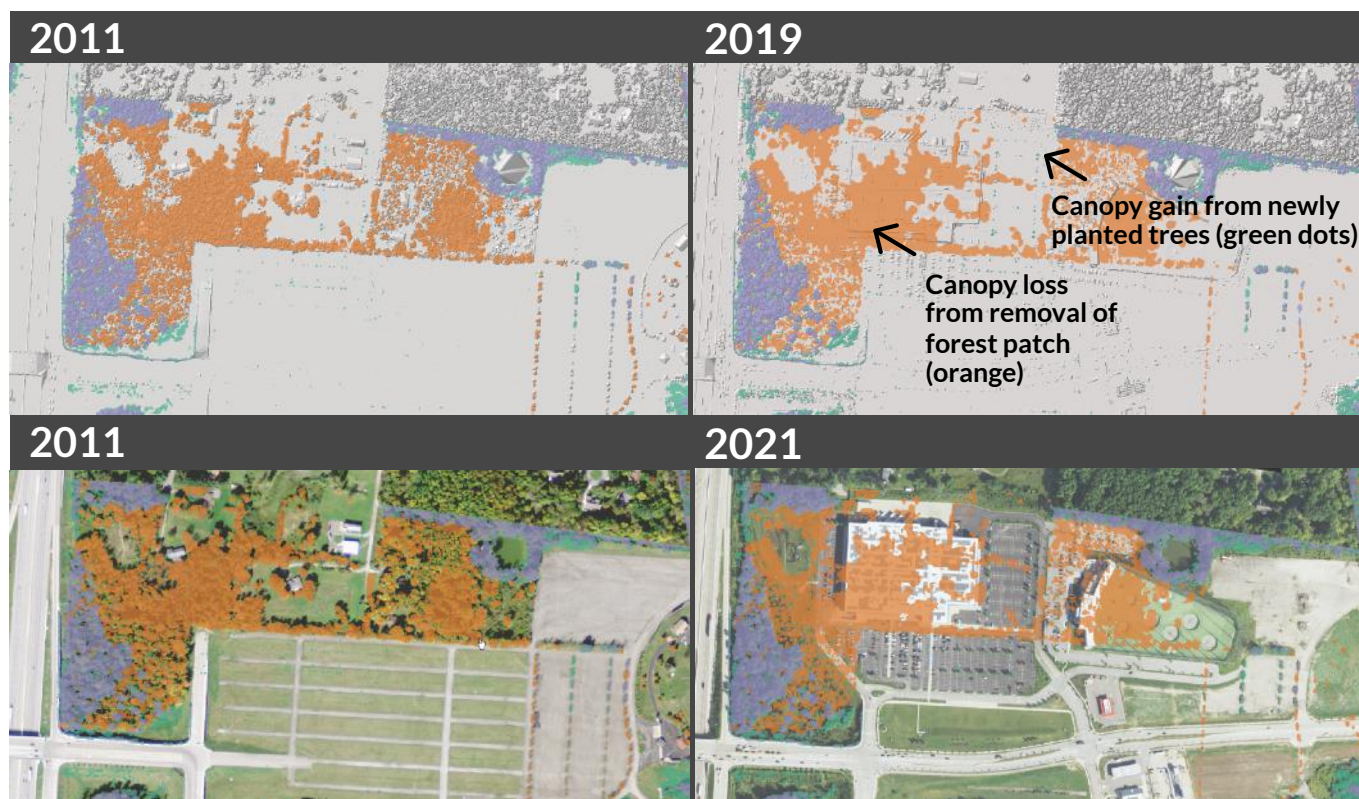 2011
2019
Canopy gain from newly
planted trees (green dots)
Canopy loss
from removal of
forest patch
(orange)
2011
2021